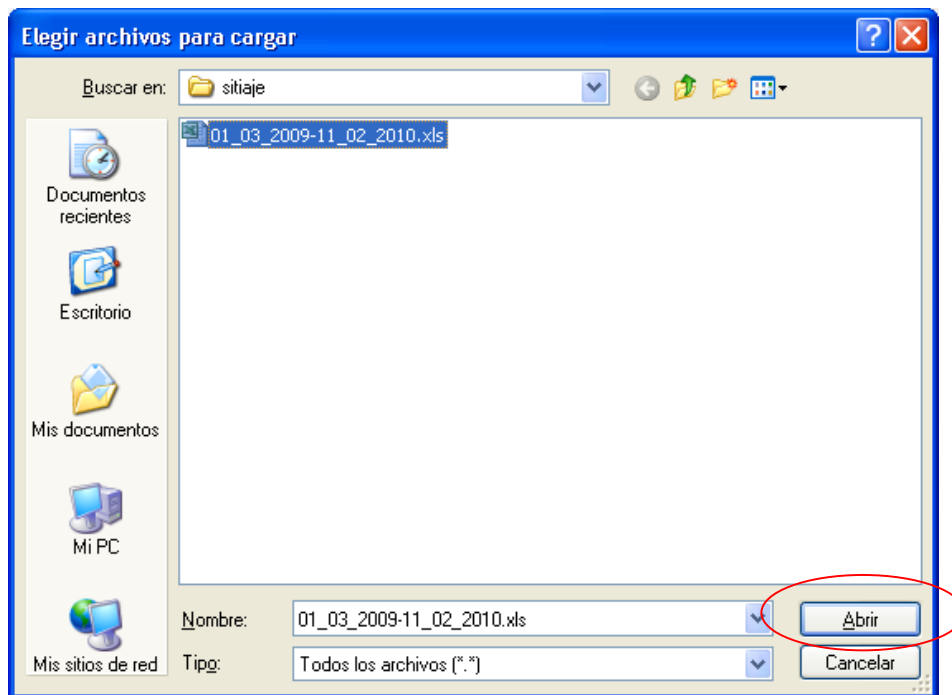 Elegir archivos para cargar
Buscar en:
sitiaje
01_03_2009-11_02_2010.xls
Documentos
recientes
Escritorio
Mis documentos
Mi PC
Mis sitios de red
Nombre:
01_03_2009-11_02_2010.xls
Abrir
Tipo:
Todos los archivos (*.*)
Cancelar